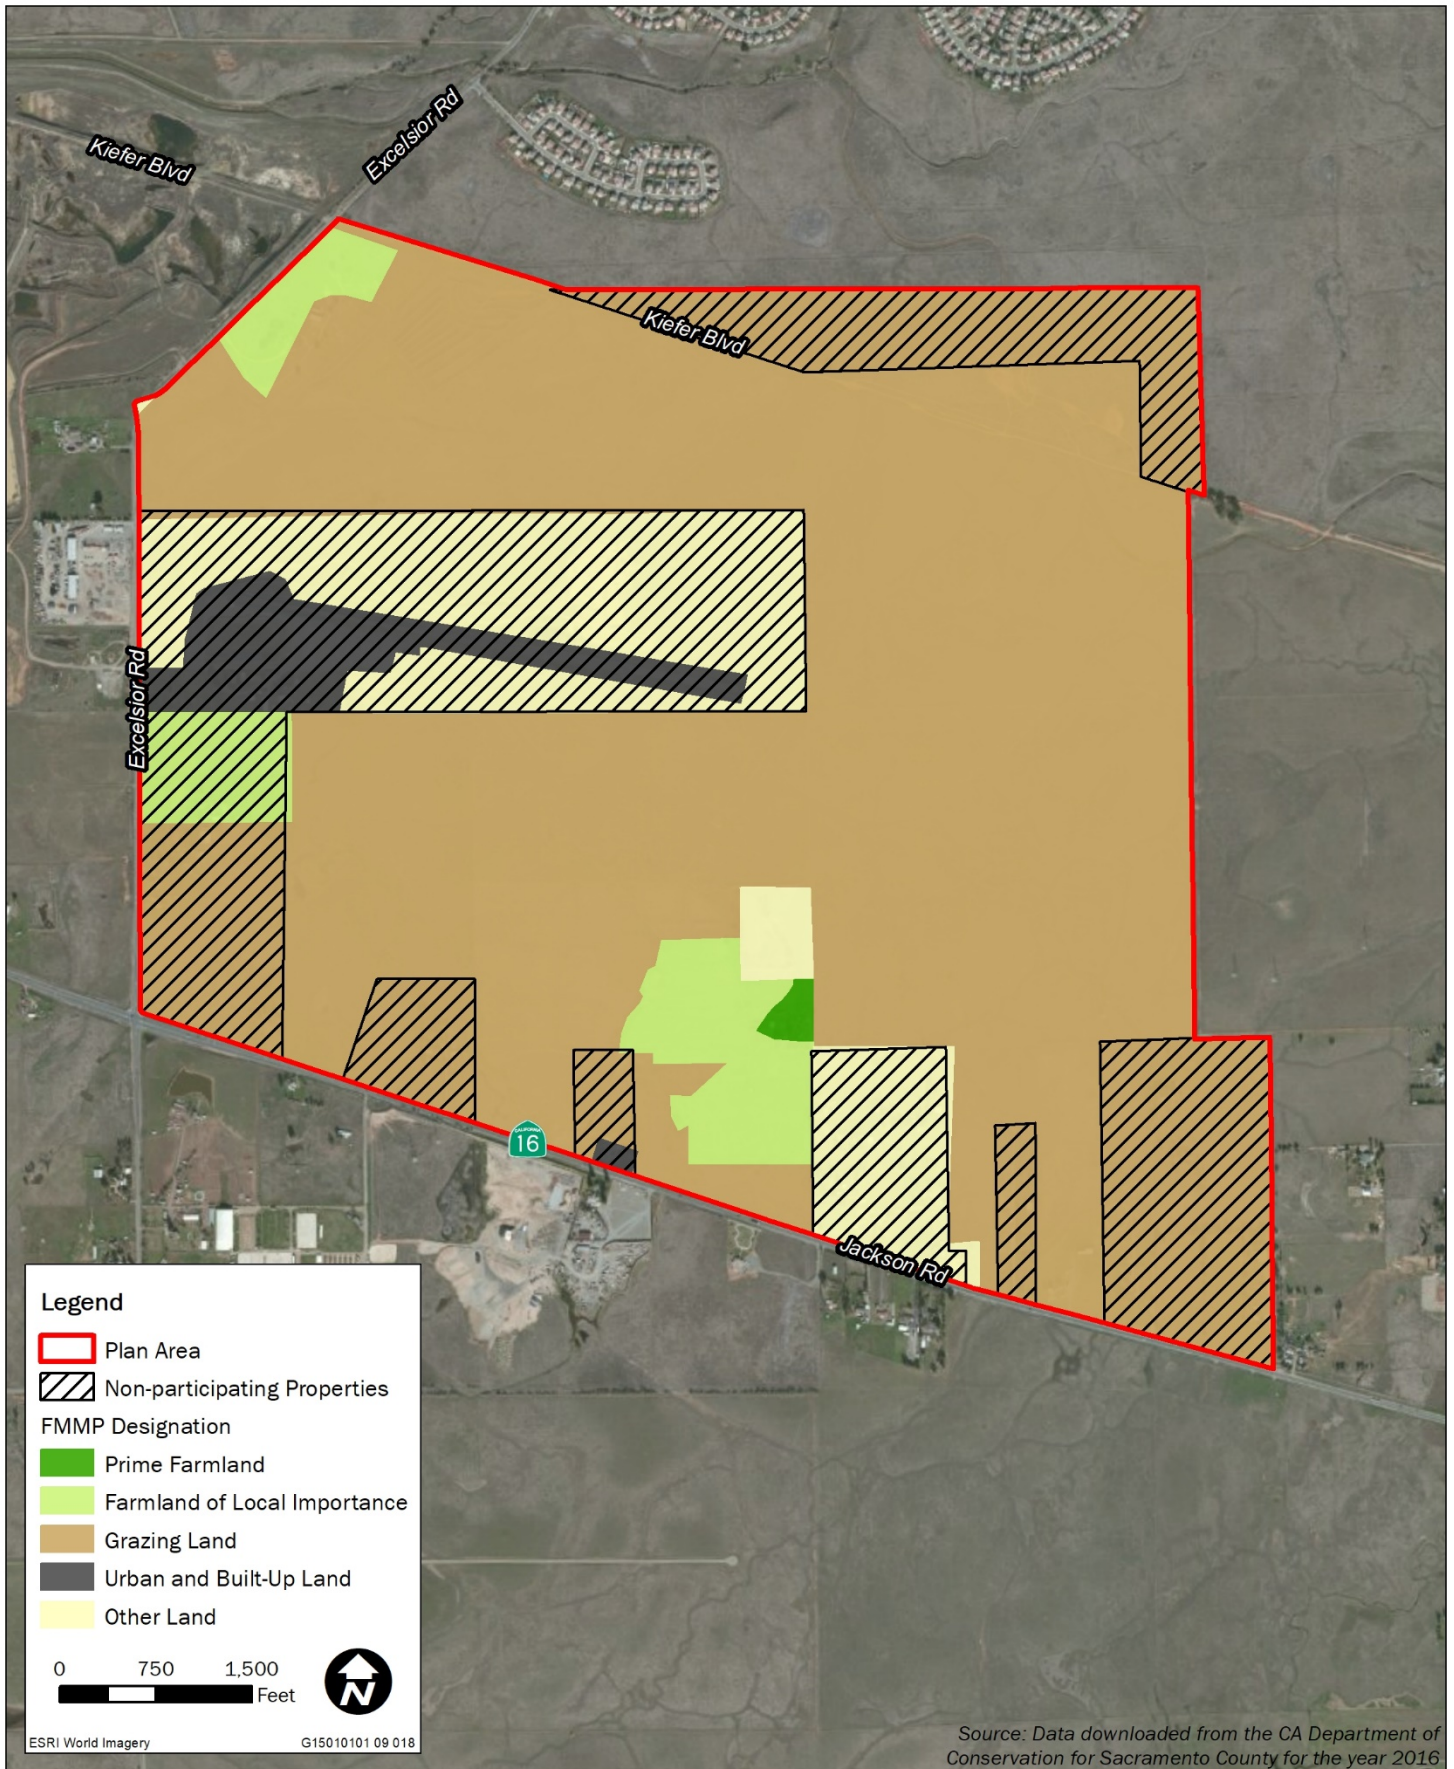 Kiefer Blvd
Excelsior Rd
Kiefer Blvd
Excelsior Rd
CALIFORNIA
16
Jackson Rd
Legend
Plan Area
Non-participating Properties
FMMP Designation
Prime Farmland
Farmland of Local Importance
Grazing Land
Urban and Built-Up Land
Other Land
0 750 1,500
Feet
N
ESRI World Imagery G15010101 09 018
Source: Data downloaded from the CA Department of
Conservation for Sacramento County for the year 2016